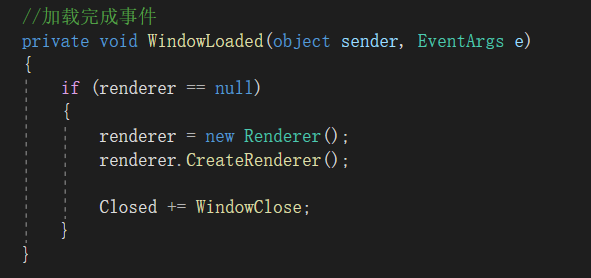 //加载完成事件
private void WindowLoaded(object sender, EventArgs e)
{
if (renderer == null)
{
renderer = new Renderer();
renderer.CreateRenderer();
Closed += WindowClose;
}
}